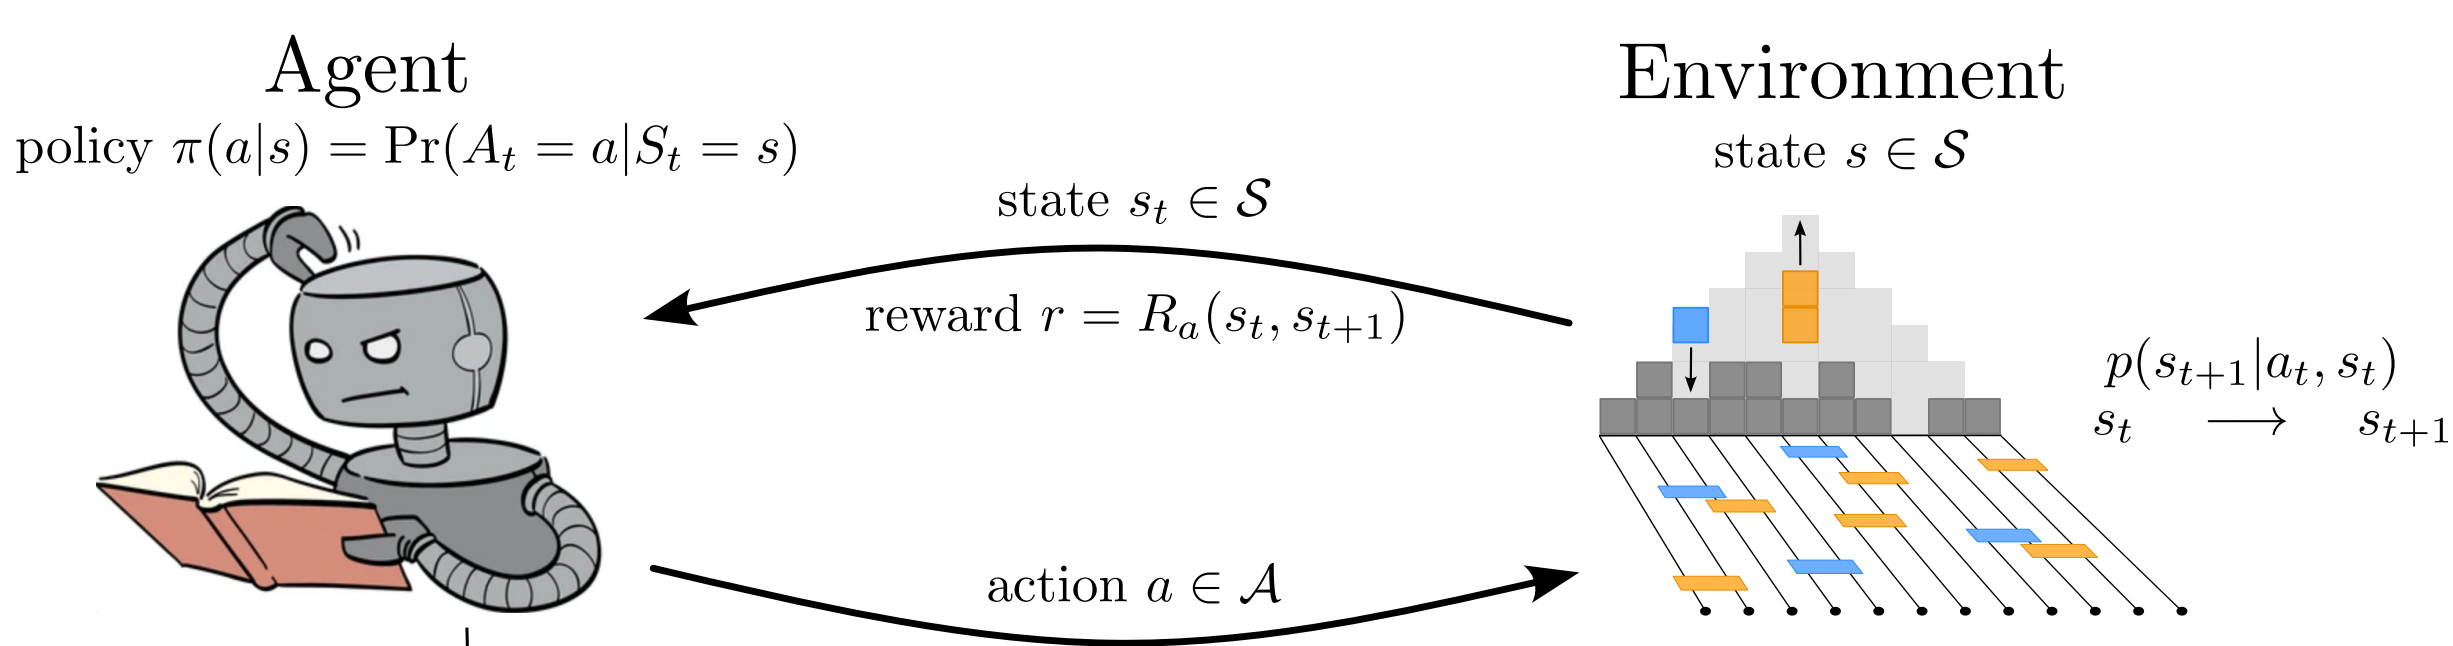 Agent
policy π(a|s) = Pr(A_t = a|S_t = s)
Environment
state s ∈ 𝒮
state s_t ∈ 𝒮
reward r = R_a(s_t, s_{t+1})
p(s_{t+1}|a_t, s_t)
s_t ⟶ s_{t+1}
action a ∈ 𝒜